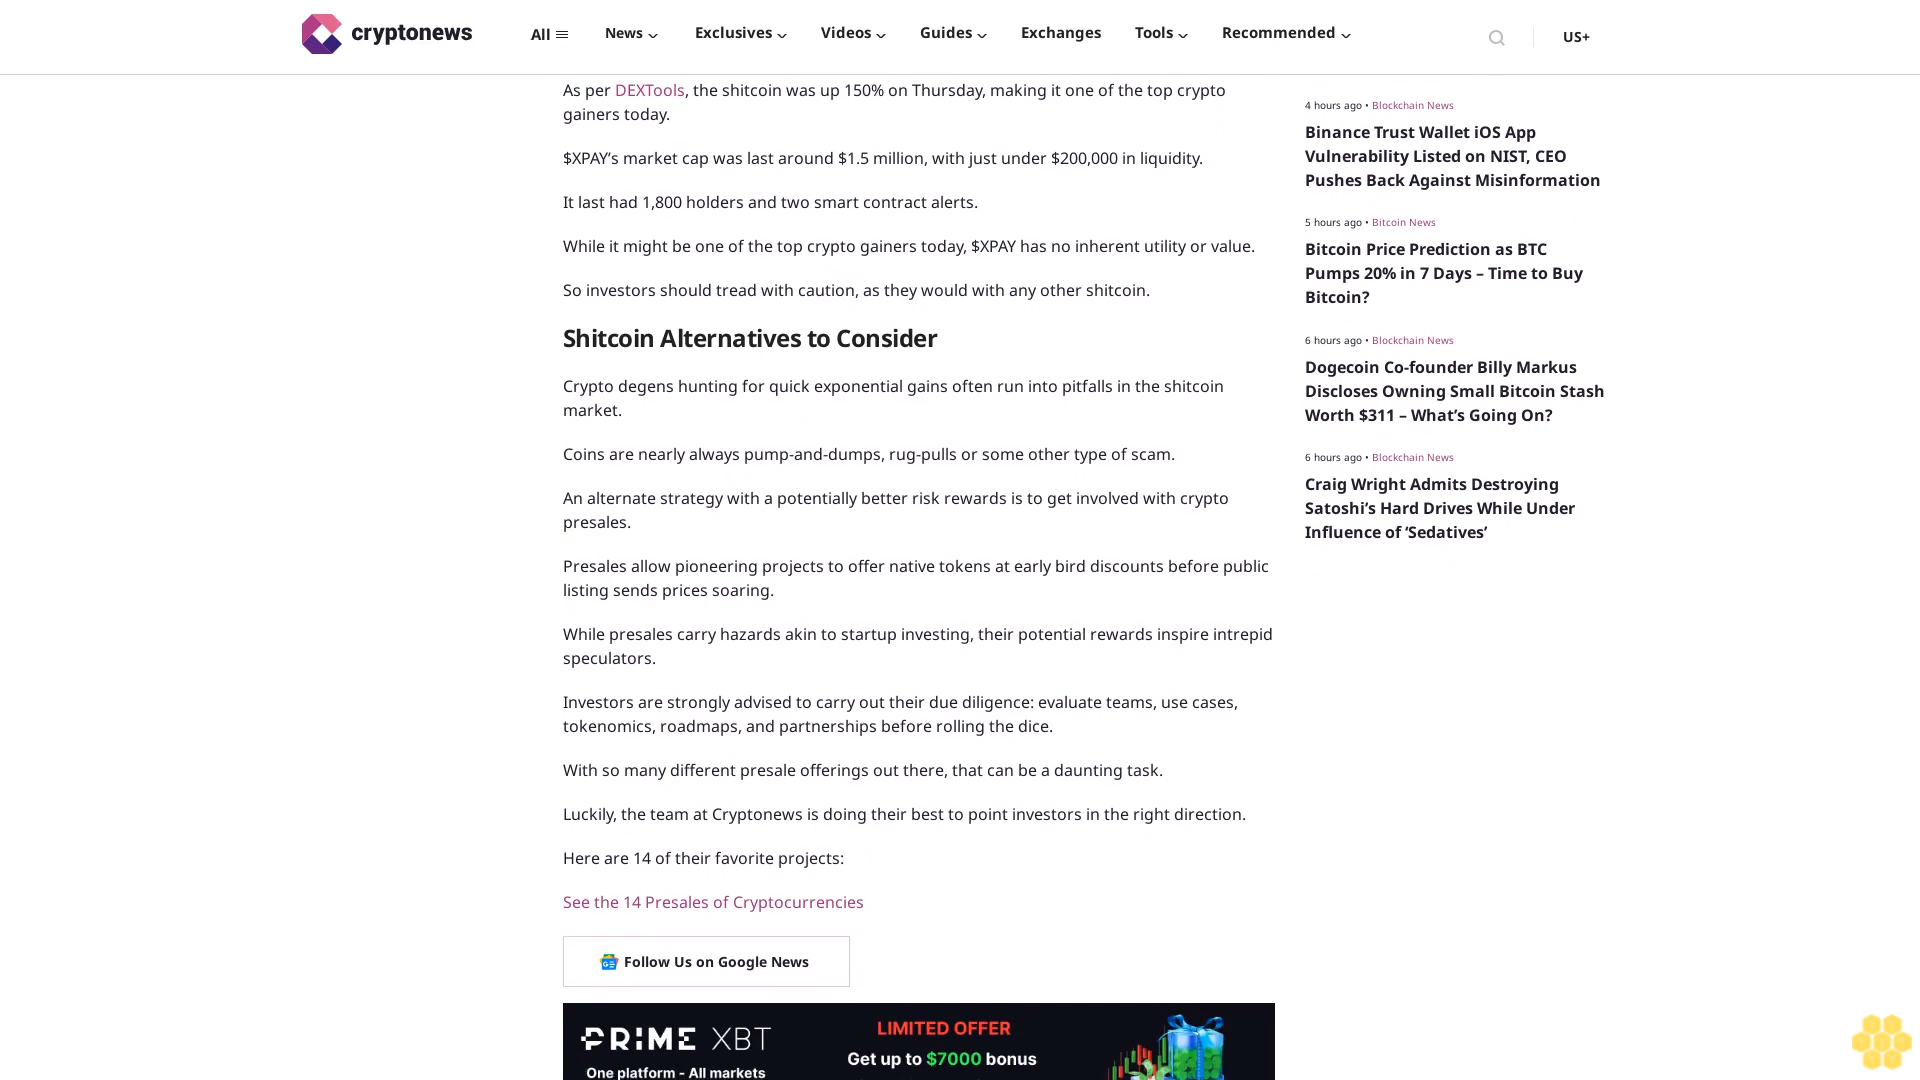 cryptonews
All
News
Exclusives
Videos
Guides
Exchanges
Tools
Recommended
US+
As per DEXTools, the shitcoin was up 150% on Thursday, making it one of the top crypto
gainers today.
$XPAY’s market cap was last around $1.5 million, with just under $200,000 in liquidity.
It last had 1,800 holders and two smart contract alerts.
While it might be one of the top crypto gainers today, $XPAY has no inherent utility or value.
So investors should tread with caution, as they would with any other shitcoin.
Shitcoin Alternatives to Consider
Crypto degens hunting for quick exponential gains often run into pitfalls in the shitcoin
market.
Coins are nearly always pump-and-dumps, rug-pulls or some other type of scam.
An alternate strategy with a potentially better risk rewards is to get involved with crypto
presales.
Presales allow pioneering projects to offer native tokens at early bird discounts before public
listing sends prices soaring.
While presales carry hazards akin to startup investing, their potential rewards inspire intrepid
speculators.
Investors are strongly advised to carry out their due diligence: evaluate teams, use cases,
tokenomics, roadmaps, and partnerships before rolling the dice.
With so many different presale offerings out there, that can be a daunting task.
Luckily, the team at Cryptonews is doing their best to point investors in the right direction.
Here are 14 of their favorite projects:
See the 14 Presales of Cryptocurrencies
Follow Us on Google News
PRIME XBT
One platform - All markets
LIMITED OFFER
Get up to $7000 bonus
4 hours ago • Blockchain News
Binance Trust Wallet iOS App
Vulnerability Listed on NIST, CEO
Pushes Back Against Misinformation
5 hours ago • Bitcoin News
Bitcoin Price Prediction as BTC
Pumps 20% in 7 Days – Time to Buy
Bitcoin?
6 hours ago • Blockchain News
Dogecoin Co-founder Billy Markus
Discloses Owning Small Bitcoin Stash
Worth $311 – What’s Going On?
6 hours ago • Blockchain News
Craig Wright Admits Destroying
Satoshi’s Hard Drives While Under
Influence of ‘Sedatives’